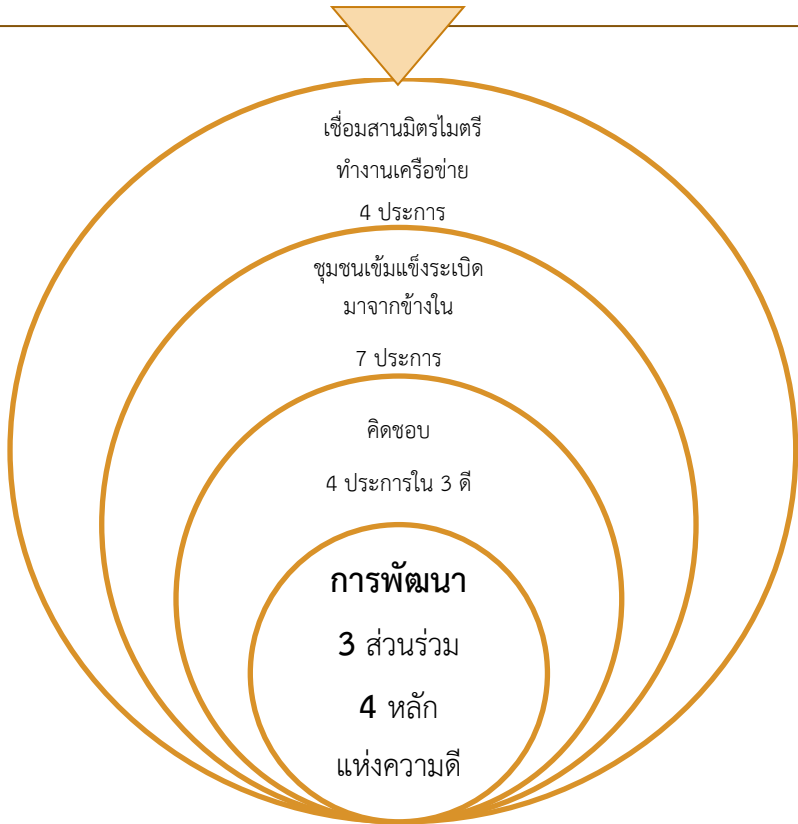 เชื่อมสานมิตรไมตรี
ทำงานเครือข่าย
4 ประการ
ชุมชนเข้มแข็งระเบิด
มาจากข้างใน
7 ประการ
คิดชอบ
4 ประการใน 3 ดี
การพัฒนา
3 ส่วนร่วม
4 หลัก
แห่งความดี